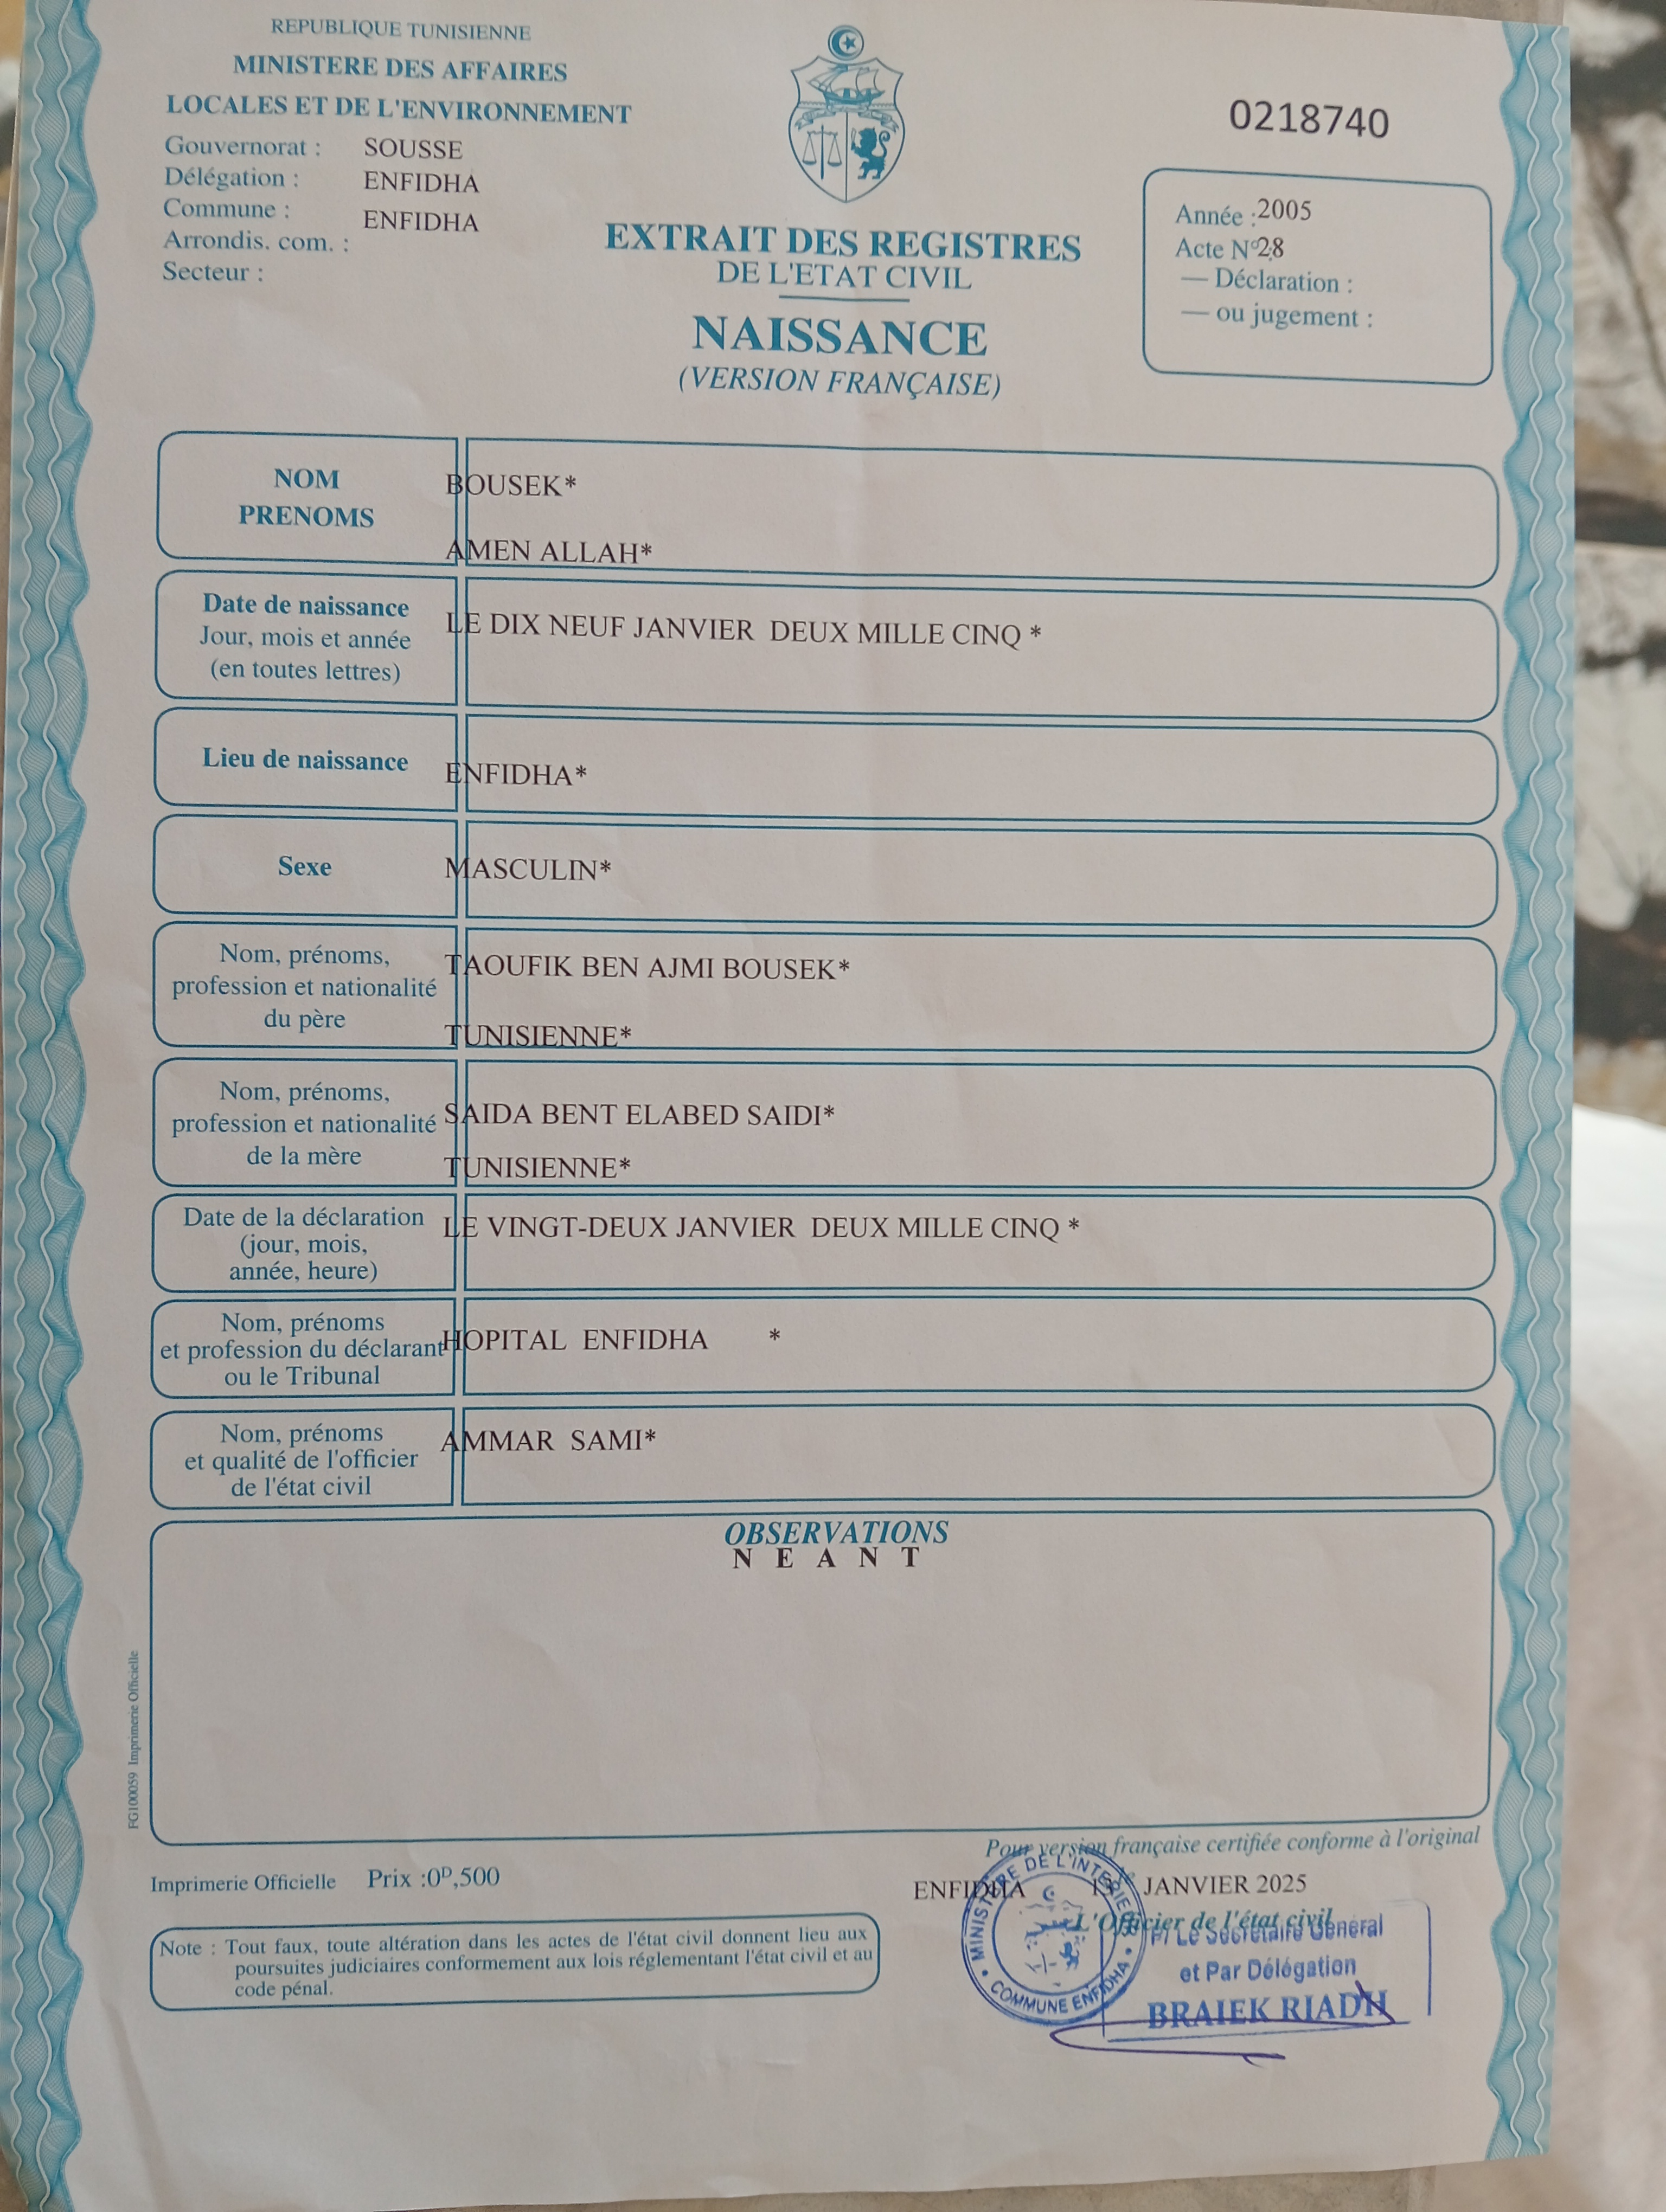 REPUBLIQUE TUNISIENNE
MINISTERE DES AFFAIRES
LOCALES ET DE L'ENVIRONNEMENT
Gouvernorat : SOUSSE
Délégation : ENFIDHA
Commune : ENFIDHA
Arrondis. com. :
Secteur :
EXTRAIT DES REGISTRES
DE L'ETAT CIVIL
NAISSANCE
(VERSION FRANÇAISE)
0218740
Année :2005
Acte N°28
— Déclaration :
— ou jugement :
NOM
PRENOMS
BOUSEK*
AMEN ALLAH*
Date de naissance
Jour, mois et année
(en toutes lettres)
LE DIX NEUF JANVIER DEUX MILLE CINQ *
Lieu de naissance
ENFIDHA*
Sexe
MASCULIN*
Nom, prénoms,
profession et nationalité
du père
TAOUFIK BEN AJMI BOUSEK*
TUNISIENNE*
Nom, prénoms,
profession et nationalité
de la mère
SAIDA BENT ELABED SAIDI*
TUNISIENNE*
Date de la déclaration
(jour, mois,
année, heure)
LE VINGT-DEUX JANVIER DEUX MILLE CINQ *
Nom, prénoms
et profession du déclarant
ou le Tribunal
HOPITAL ENFIDHA *
Nom, prénoms
et qualité de l'officier
de l'état civil
AMMAR SAMI*
OBSERVATIONS
N E A N T
FG100059 Imprimerie Officielle
Imprimerie Officielle Prix :0D,500
Note : Tout faux, toute altération dans les actes de l'état civil donnent lieu aux
poursuites judiciaires conformement aux lois réglementant l'état civil et au
code pénal.
Pour version française certifiée conforme à l'original
ENFIDHA JANVIER 2025
L'Officier de l'état civil
MINISTERE DE L'INTERIEUR
COMMUNE ENFIDHA
P/ Le Secrétaire Général
et Par Délégation
BRAIEK RIADH